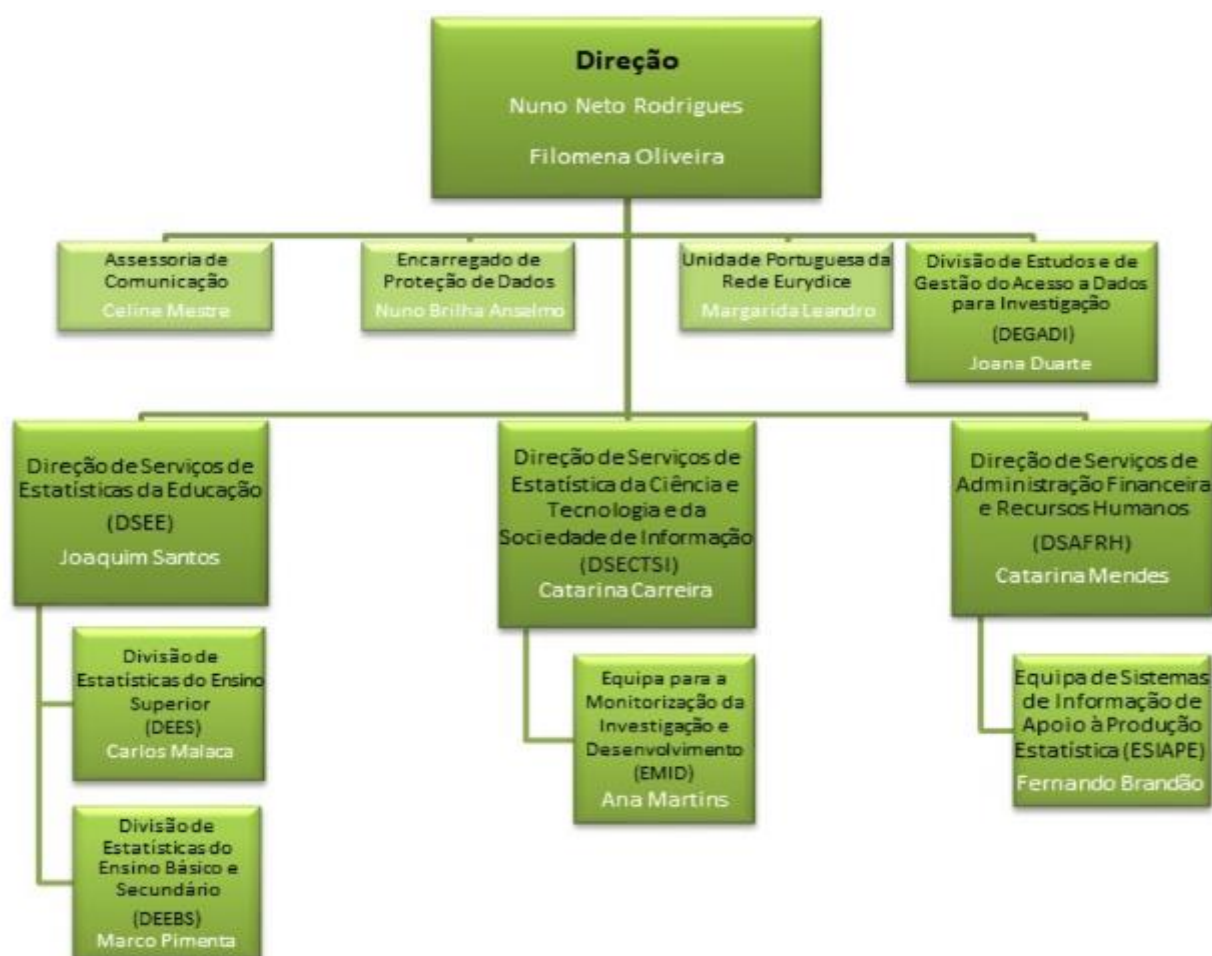 Direção
Nuno Neto Rodrigues
Filomena Oliveira
Assessoria de
Comunicação
Celine Mestre
Encarregado de
Proteção de Dados
Nuno Brilha Anselmo
Unidade Portuguesa da
Rede Eurydice
Margarida Leandro
Divisão de Estudos e de
Gestão do Acesso a Dados
para Investigação
(DEGADI)
Joana Duarte
Direção de Serviços de
Estatísticas da Educação
(DSEE)
Joaquim Santos
Direção de Serviços de
Estatística da Ciência e
Tecnologia e da
Sociedade de Informação
(DSECTSI)
Catarina Carreira
Direção de Serviços de
Administração Financeira
e Recursos Humanos
(DSAFRH)
Catarina Mendes
Divisão de
Estatísticas do Ensino
Superior
(DEES)
Carlos Malaca
Equipa para a
Monitorização da
Investigação e
Desenvolvimento
(EMID)
Ana Martins
Equipa de Sistemas
de Informação de
Apoio à Produção
Estatística (ESIAPE)
Fernando Brandão
Divisão de
Estatísticas do
Ensino Básico e
Secundário
(DEEBS)
Marco Pimenta